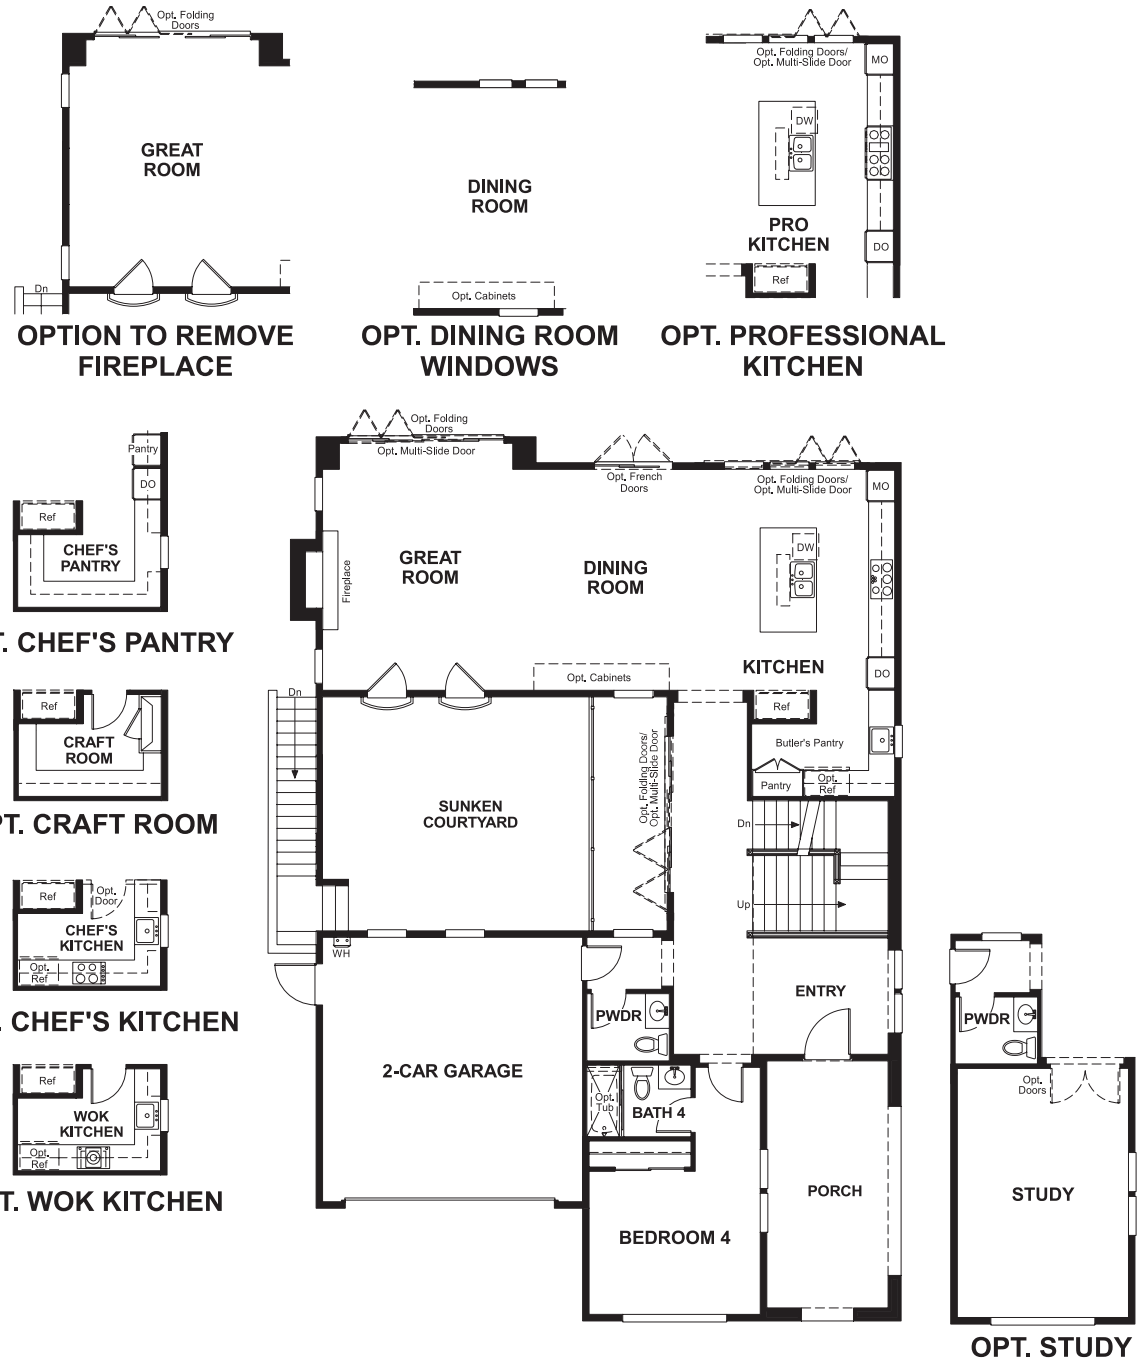 Opt. Folding
Doors
GREAT
ROOM
Dn
OPTION TO REMOVE
FIREPLACE
DINING
ROOM
Opt. Cabinets
OPT. DINING ROOM
WINDOWS
Opt. Folding Doors/
Opt. Multi-Slide Door
MO
DW
PRO
KITCHEN
DO
Ref
OPT. PROFESSIONAL
KITCHEN
Pantry
DO
Ref
CHEF'S
PANTRY
T. CHEF'S PANTRY
Ref
CRAFT
ROOM
PT. CRAFT ROOM
Ref
Opt.
Door
CHEF'S
KITCHEN
Opt.
Ref
. CHEF'S KITCHEN
Ref
WOK
KITCHEN
Opt.
Ref
T. WOK KITCHEN
Opt. Folding
Doors
Opt. Multi-Slide Door
Opt. French
Doors
Opt. Folding Doors/
Opt. Multi-Slide Door
MO
DW
Fireplace
GREAT
ROOM
DINING
ROOM
KITCHEN
DO
Opt. Cabinets
Ref
Dn
Butler's Pantry
Pantry
Opt.
Ref
Opt. Folding Doors/
Opt. Multi-Slide Door
SUNKEN
COURTYARD
Dn
Up
WH
ENTRY
PWDR
2-CAR GARAGE
Opt.
Tub
BATH 4
PORCH
BEDROOM 4
PWDR
Opt.
Doors
STUDY
OPT. STUDY